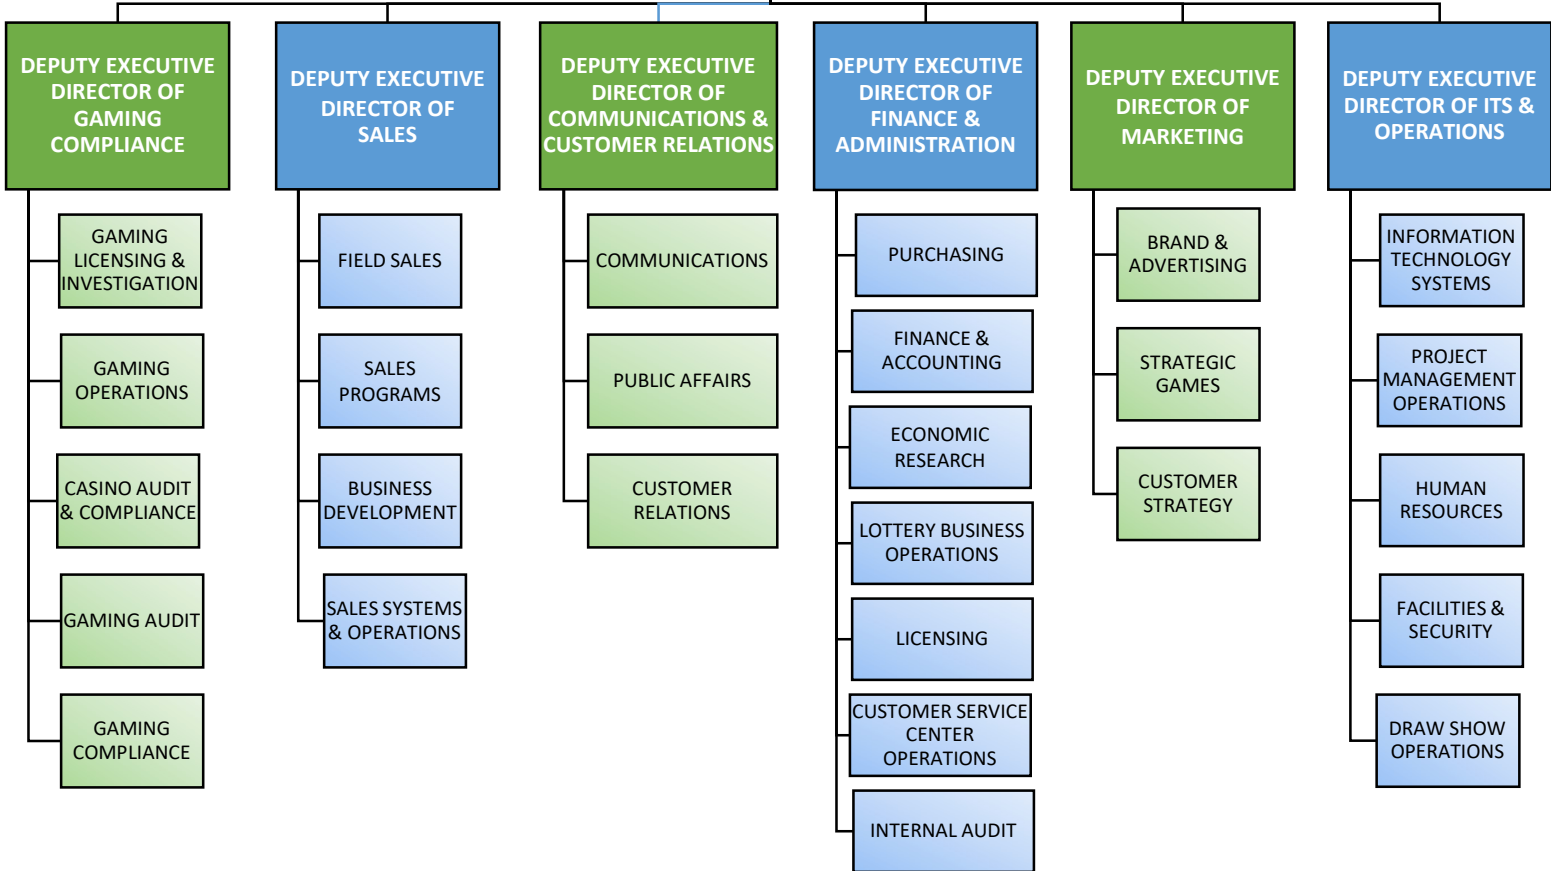 DEPUTY EXECUTIVE
DIRECTOR OF
GAMING
COMPLIANCE
GAMING
LICENSING &
INVESTIGATION
GAMING
OPERATIONS
CASINO AUDIT
& COMPLIANCE
GAMING AUDIT
GAMING
COMPLIANCE
DEPUTY EXECUTIVE
DIRECTOR OF
SALES
FIELD SALES
SALES
PROGRAMS
BUSINESS
DEVELOPMENT
SALES SYSTEMS
& OPERATIONS
DEPUTY EXECUTIVE
DIRECTOR OF
COMMUNICATIONS &
CUSTOMER RELATIONS
COMMUNICATIONS
PUBLIC AFFAIRS
CUSTOMER
RELATIONS
DEPUTY EXECUTIVE
DIRECTOR OF
FINANCE &
ADMINISTRATION
PURCHASING
FINANCE &
ACCOUNTING
ECONOMIC
RESEARCH
LOTTERY BUSINESS
OPERATIONS
LICENSING
CUSTOMER SERVICE
CENTER
OPERATIONS
INTERNAL AUDIT
DEPUTY EXECUTIVE
DIRECTOR OF
MARKETING
BRAND &
ADVERTISING
STRATEGIC
GAMES
CUSTOMER
STRATEGY
DEPUTY EXECUTIVE
DIRECTOR OF ITS &
OPERATIONS
INFORMATION
TECHNOLOGY
SYSTEMS
PROJECT
MANAGEMENT
OPERATIONS
HUMAN
RESOURCES
FACILITIES &
SECURITY
DRAW SHOW
OPERATIONS